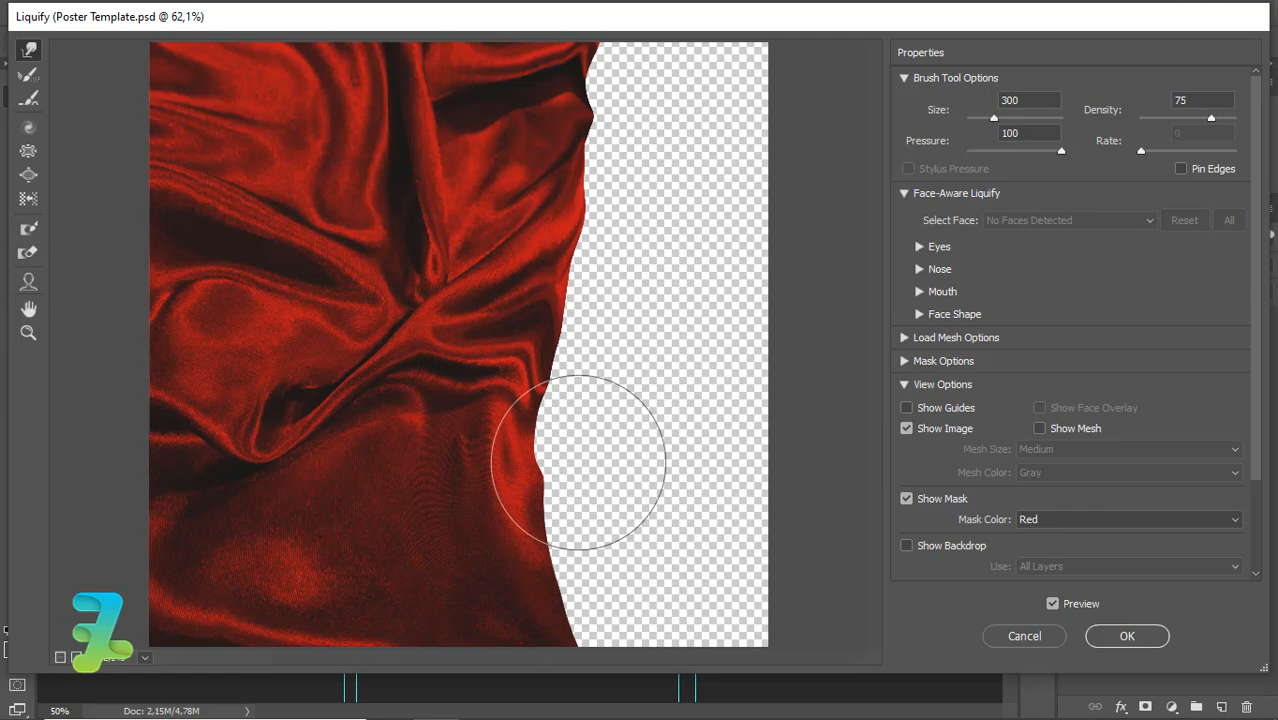 Liquify (Poster Template.psd @ 62,1%)
Properties
Brush Tool Options
Size: 300 Density: 75
Pressure: 100 Rate: 0
Stylus Pressure Pin Edges
Face-Aware Liquify
Select Face: No Faces Detected Reset All
Eyes
Nose
Mouth
Face Shape
Load Mesh Options
Mask Options
View Options
Show Guides Show Face Overlay
Show Image Show Mesh
Mesh Size: Medium
Mesh Color: Gray
Show Mask
Mask Color: Red
Show Backdrop
Use: All Layers
Preview
Cancel OK
50% Doc: 2,15M/4,78M